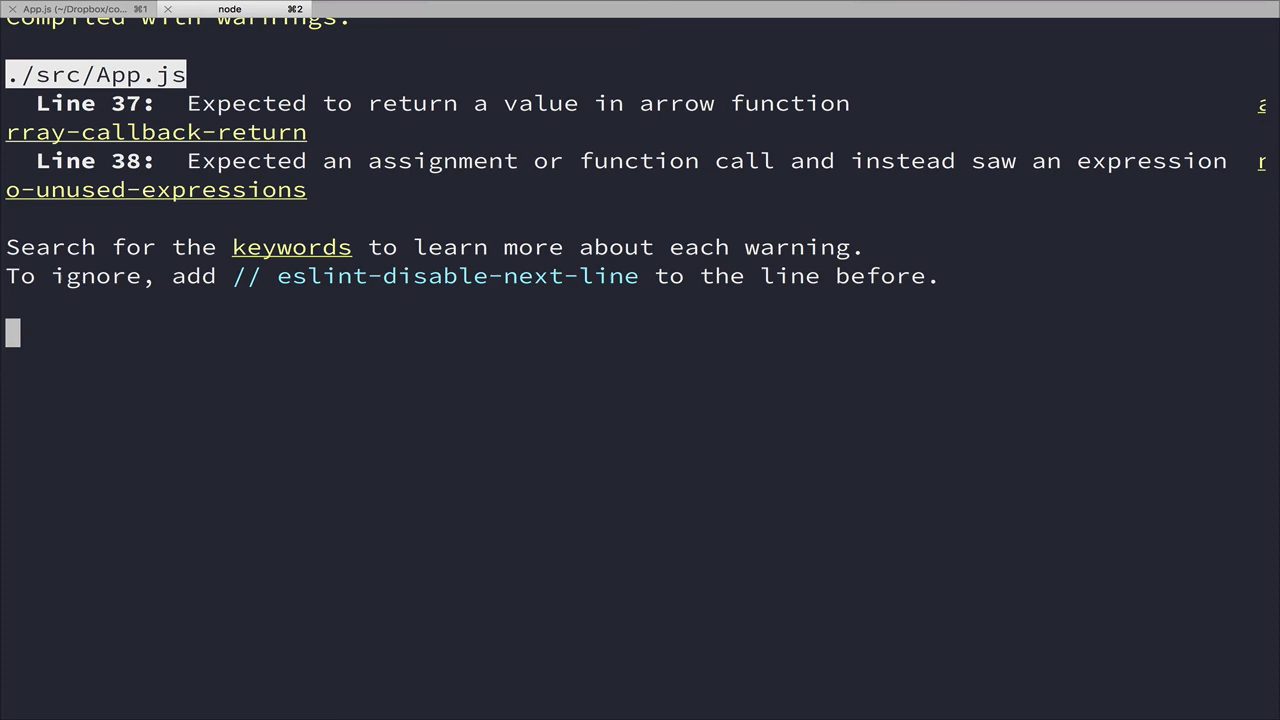 App.js (~/Dropbox/co... ⌘1 node ⌘2
Compiled with warnings.
./src/App.js
Line 37: Expected to return a value in arrow function a
rray-callback-return
Line 38: Expected an assignment or function call and instead saw an expression n
o-unused-expressions
Search for the keywords to learn more about each warning.
To ignore, add // eslint-disable-next-line to the line before.